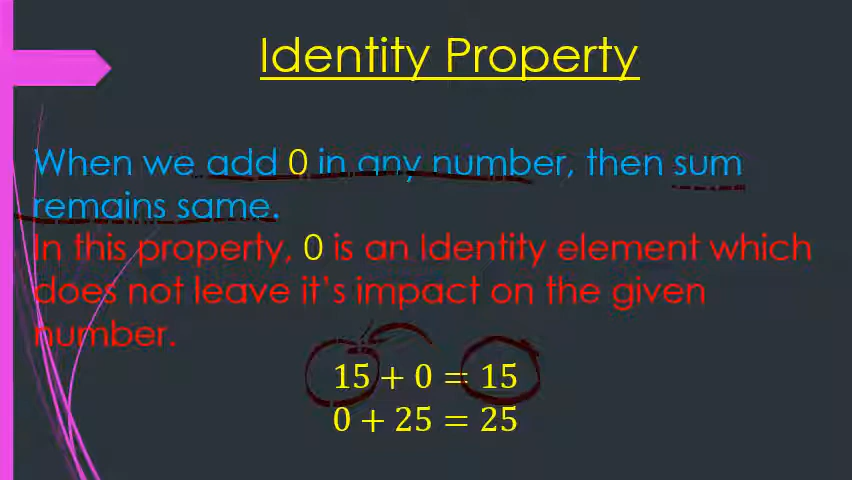 Identity Property
When we add 0 in any number, then sum
remains same.
In this property, 0 is an Identity element which
does not leave it's impact on the given
number.
15 + 0 = 15
0 + 25 = 25